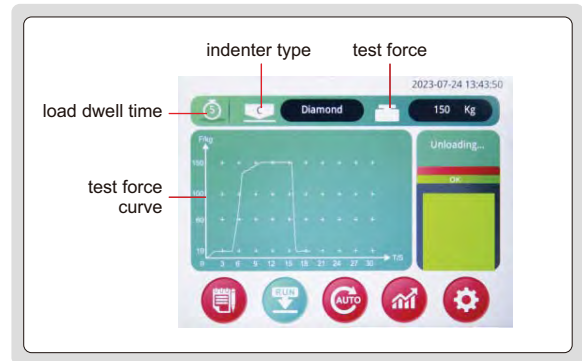 indenter type test force
2023-07-24 13:43:50
load dwell time
S C Diamond 150 Kg
F/kg
Unloading...
OK
test force
curve
150
100
60
10
0 3 6 9 12 15 18 21 24 27 30 T/S
RUN
AUTO